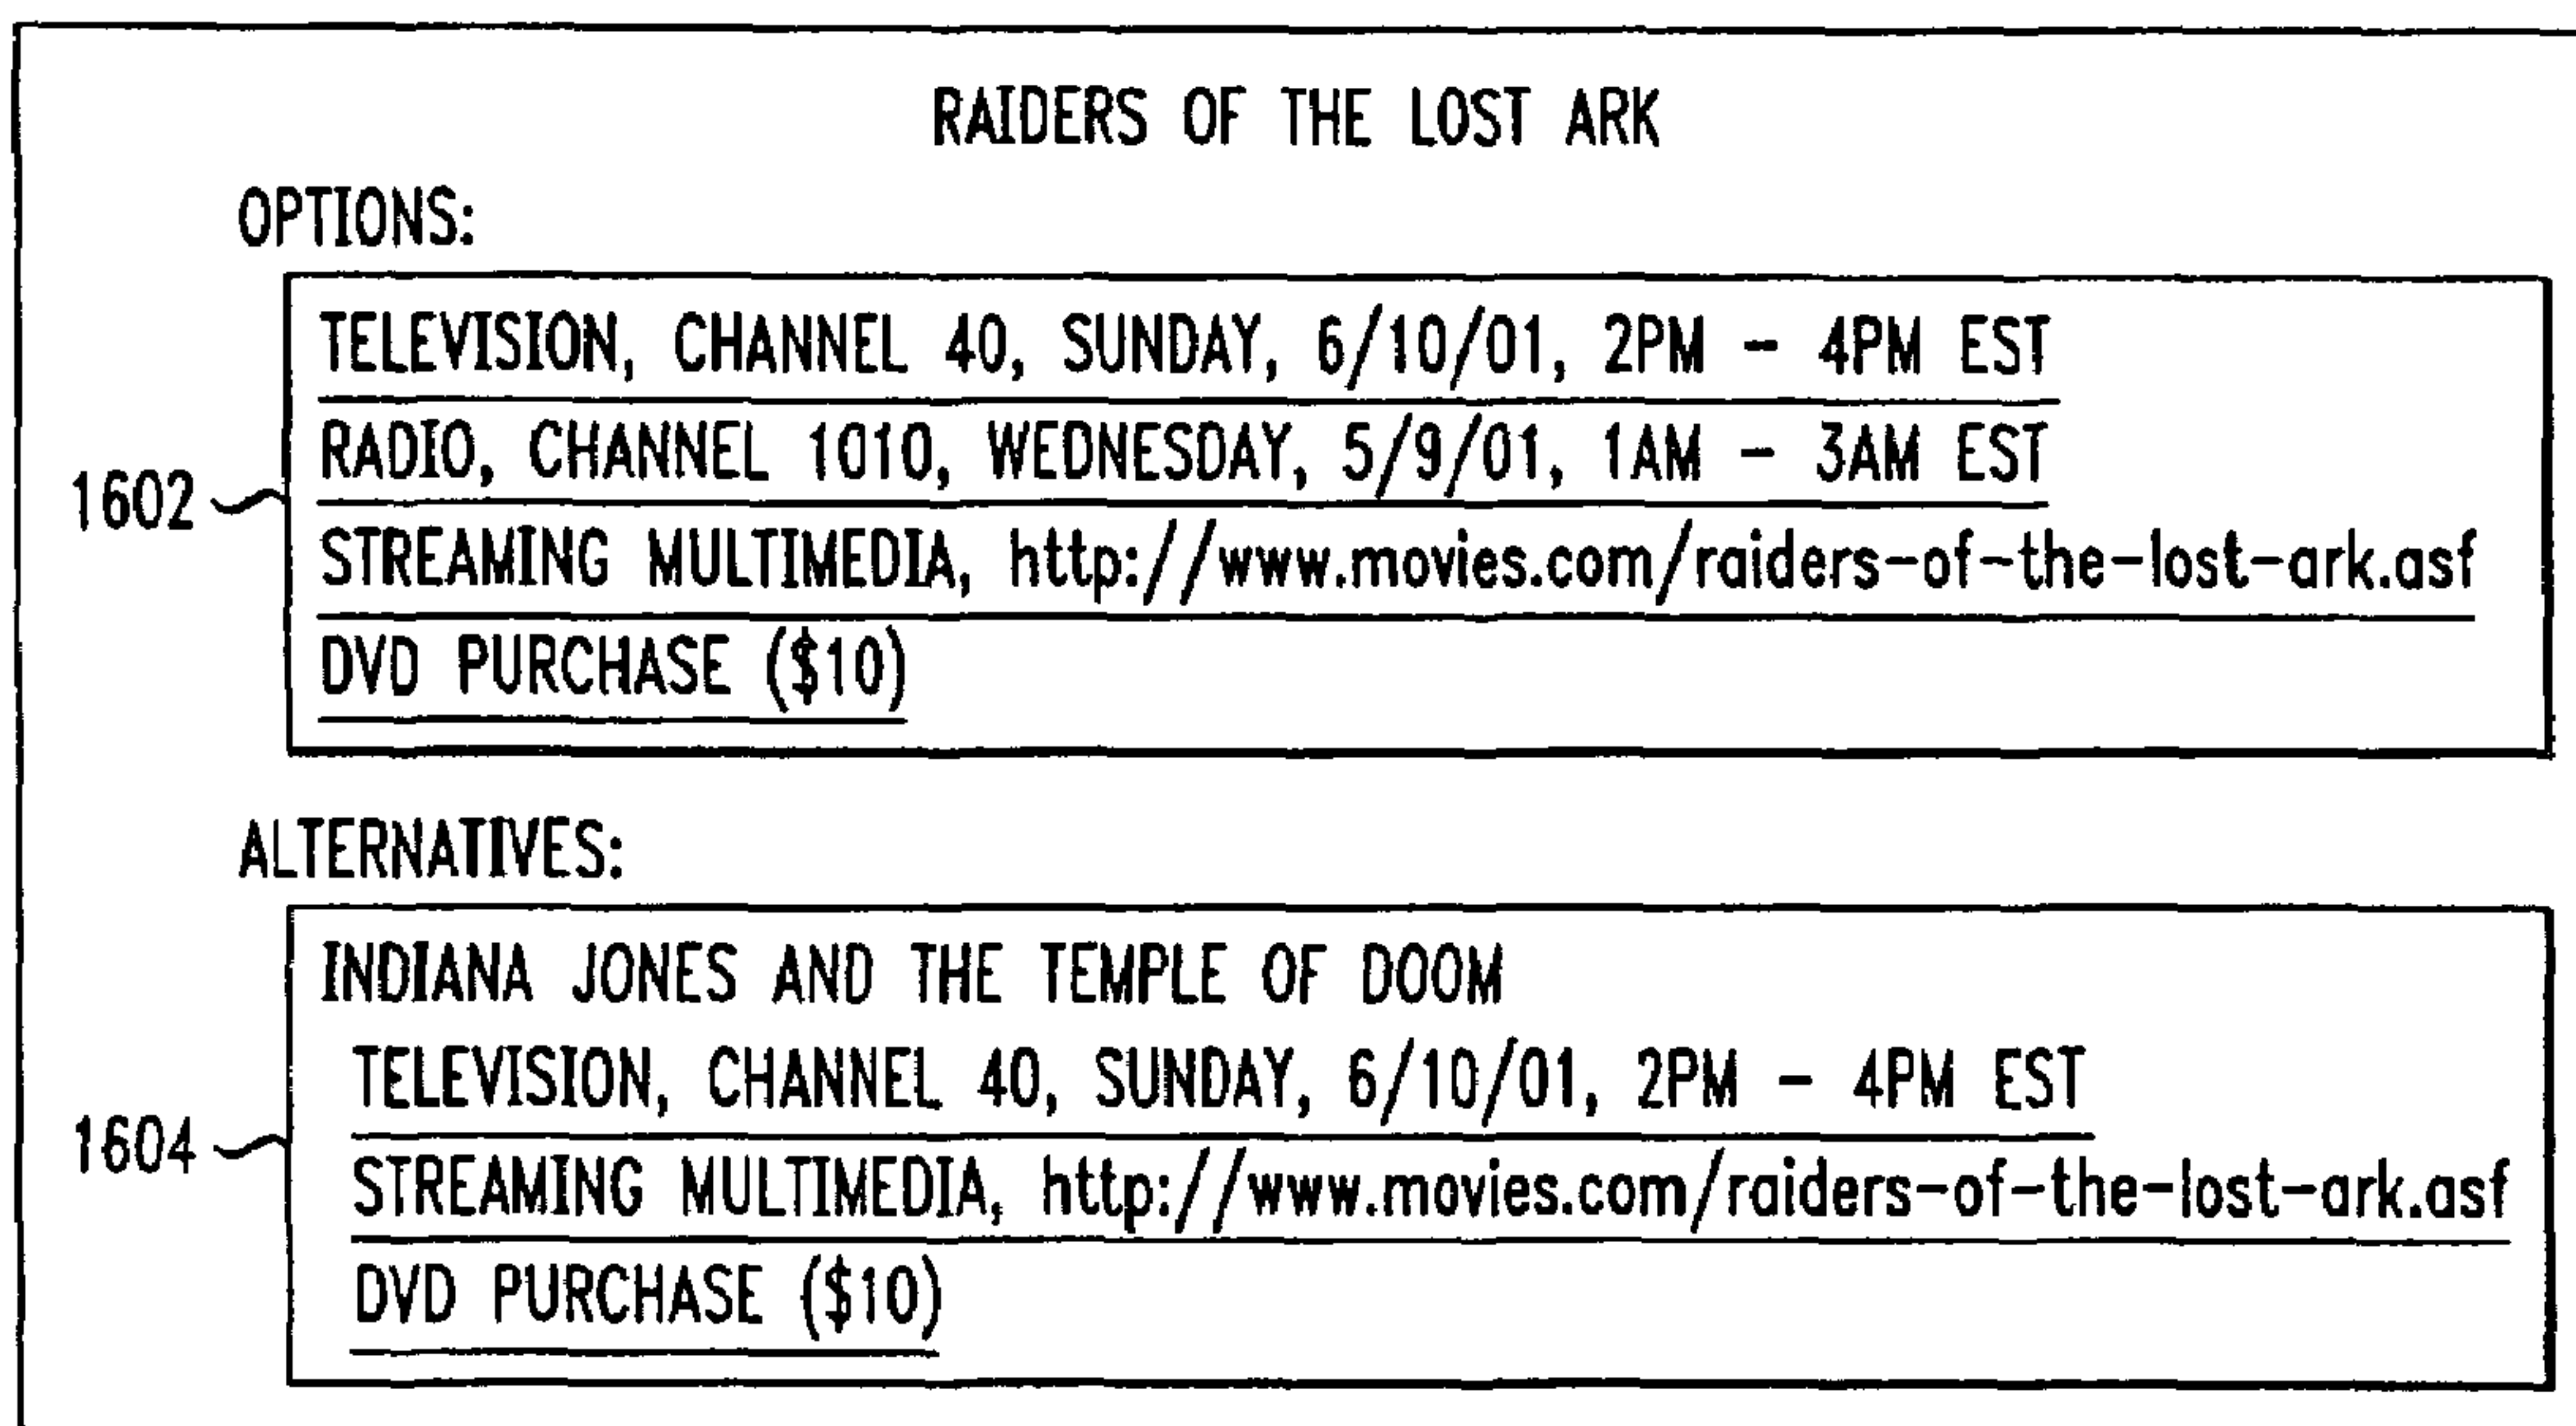 RAIDERS OF THE LOST ARK
OPTIONS:
TELEVISION, CHANNEL 40, SUNDAY, 6/10/01, 2PM - 4PM EST
RADIO, CHANNEL 1010, WEDNESDAY, 5/9/01, 1AM - 3AM EST
1602
STREAMING MULTIMEDIA, http://www.movies.com/raiders-of-the-lost-ark.asf
DVD PURCHASE ($10)
ALTERNATIVES:
INDIANA JONES AND THE TEMPLE OF DOOM
TELEVISION, CHANNEL 40, SUNDAY, 6/10/01, 2PM - 4PM EST
1604
STREAMING MULTIMEDIA, http://www.movies.com/raiders-of-the-lost-ark.asf
DVD PURCHASE ($10)